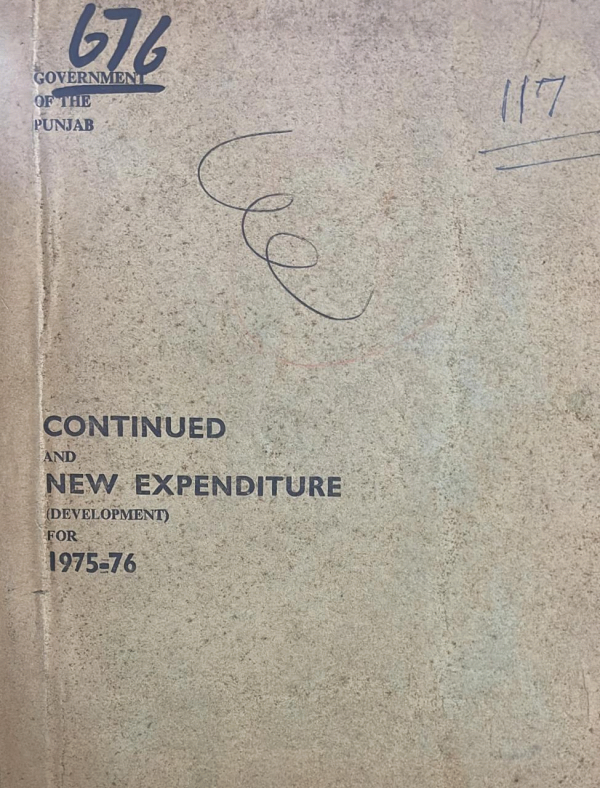 676
GOVERNMENT
OF THE
PUNJAB
117
CONTINUED
AND
NEW EXPENDITURE
(DEVELOPMENT)
FOR
1975-76